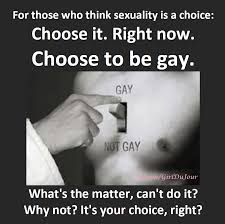 For those who think sexuality is a choice:
Choose it. Right now.
Choose to be gay.
GAY
NOT GAY
/GirlDuJour
What's the matter, can't do it?
Why not? It's your choice, right?